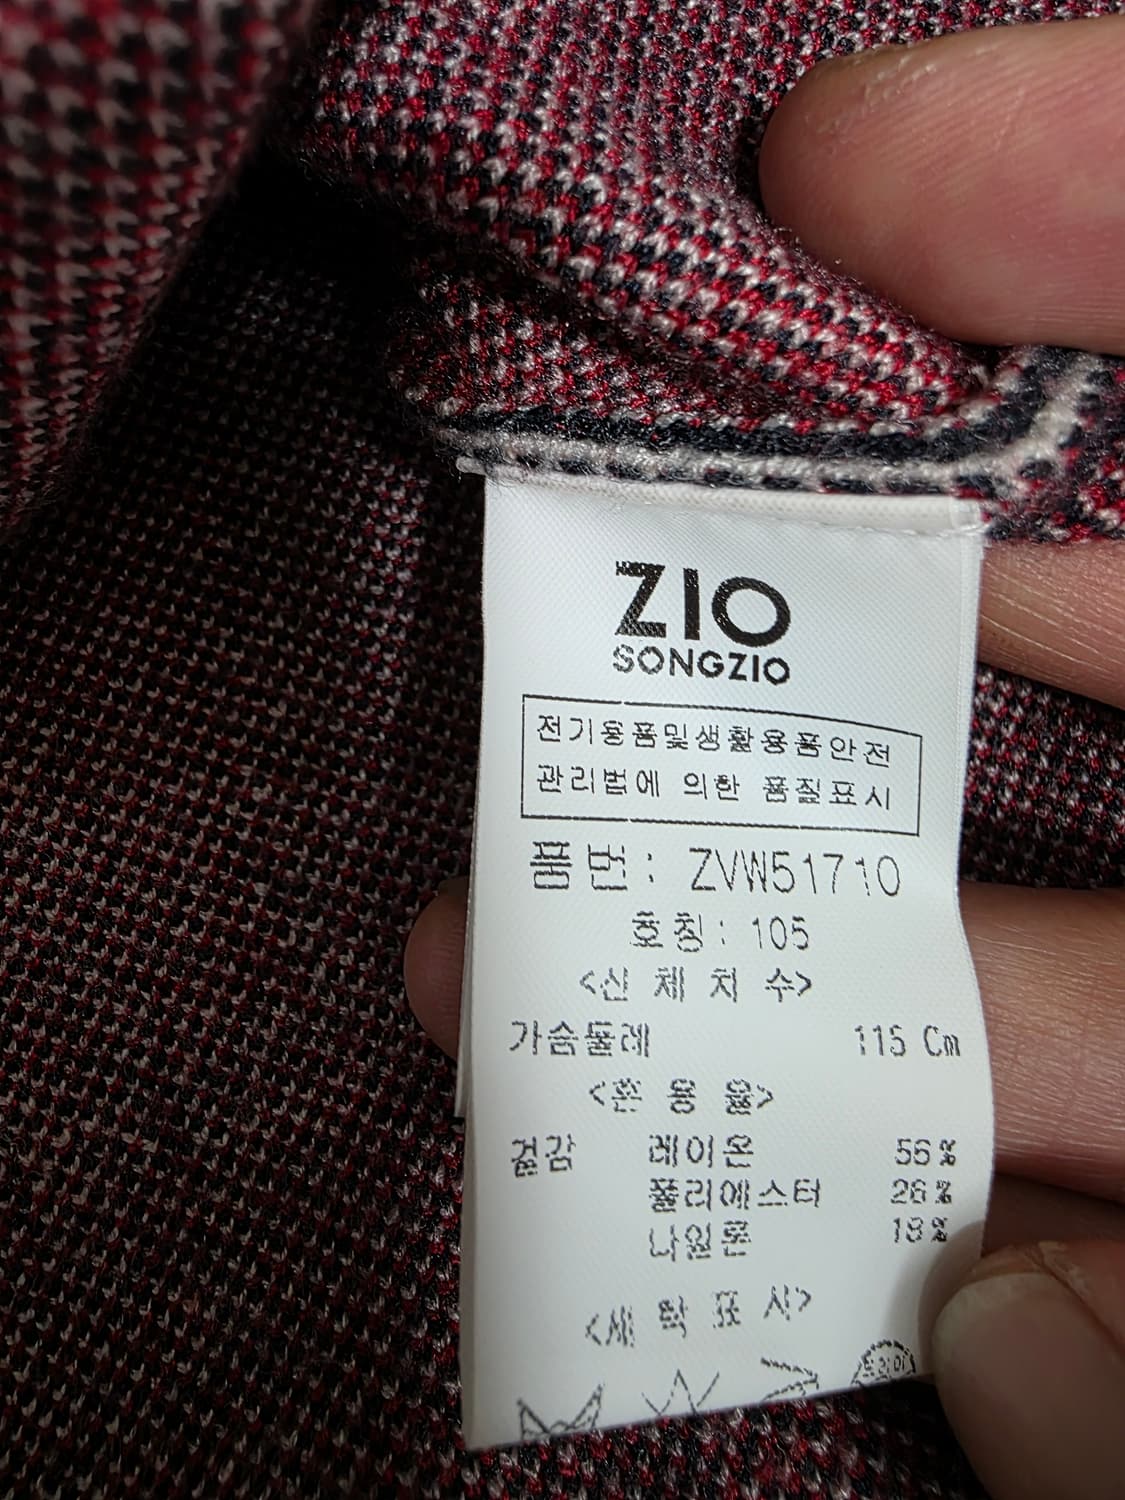 ZIO
SONGZIO
전기용품및생활용품안전
관리법에 의한 품질표시
품번: ZVW51710
호칭: 105
<신 체 치 수>
가슴둘레 115 Cm
<혼 용 율>
겉감 레이온 56%
폴리에스터 26%
나일론 18%
<세 탁 표 시>
드라이